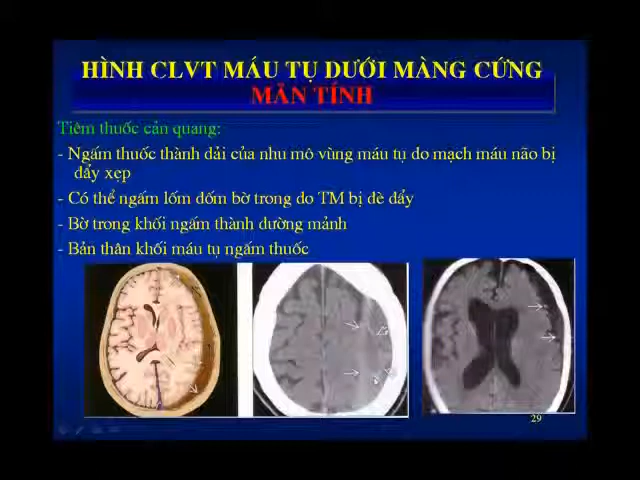 HÌNH CLVT MÁU TỤ DƯỚI MÀNG CỨNG
MÃN TÍNH
Tiêm thuốc cản quang:
- Ngấm thuốc thành dải của nhu mô vùng máu tụ do mạch máu não bị
đẩy xẹp
- Có thể ngấm lốm đốm bờ trong do TM bị đè đẩy
- Bờ trong khối ngấm thành đường mảnh
- Bản thân khối máu tụ ngấm thuốc
29